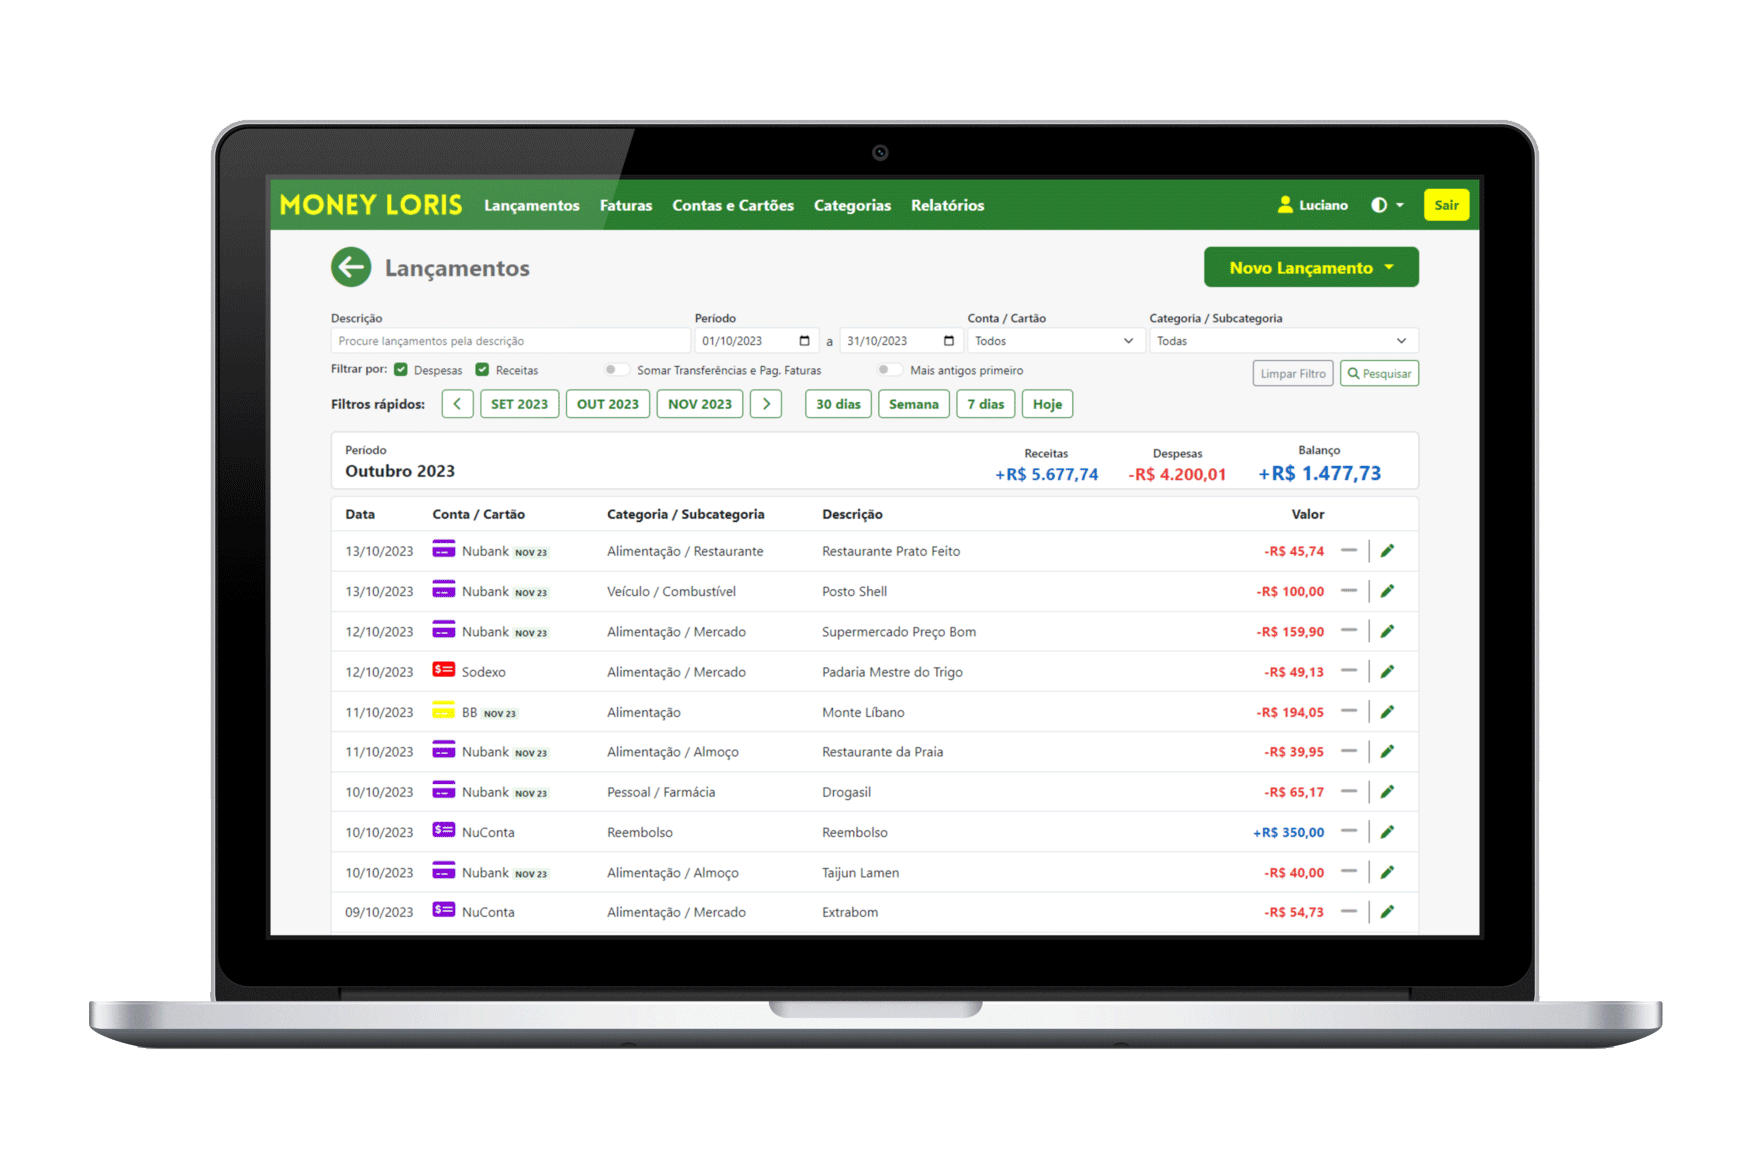 MONEY LORIS Lançamentos Faturas Contas e Cartões Categorias Relatórios Luciano Sair
Lançamentos Novo Lançamento
Descrição Período Conta / Cartão Categoria / Subcategoria
Procure lançamentos pela descrição 01/10/2023 a 31/10/2023 Todos Todas
Filtrar por: Despesas Receitas Somar Transferências e Pag. Faturas Mais antigos primeiro Limpar Filtro Pesquisar
Filtros rápidos: SET 2023 OUT 2023 NOV 2023 30 dias Semana 7 dias Hoje
Período Receitas Despesas Balanço
Outubro 2023 +R$ 5.677,74 -R$ 4.200,01 +R$ 1.477,73
Data Conta / Cartão Categoria / Subcategoria Descrição Valor
13/10/2023 Nubank NOV 23 Alimentação / Restaurante Restaurante Prato Feito -R$ 45,74
13/10/2023 Nubank NOV 23 Veículo / Combustível Posto Shell -R$ 100,00
12/10/2023 Nubank NOV 23 Alimentação / Mercado Supermercado Preço Bom -R$ 159,90
12/10/2023 Sodexo Alimentação / Mercado Padaria Mestre do Trigo -R$ 49,13
11/10/2023 BB NOV 23 Alimentação Monte Líbano -R$ 194,05
11/10/2023 Nubank NOV 23 Alimentação / Almoço Restaurante da Praia -R$ 39,95
10/10/2023 Nubank NOV 23 Pessoal / Farmácia Drogasil -R$ 65,17
10/10/2023 NuConta Reembolso Reembolso +R$ 350,00
10/10/2023 Nubank NOV 23 Alimentação / Almoço Taijun Lamen -R$ 40,00
09/10/2023 NuConta Alimentação / Mercado Extrabom -R$ 54,73